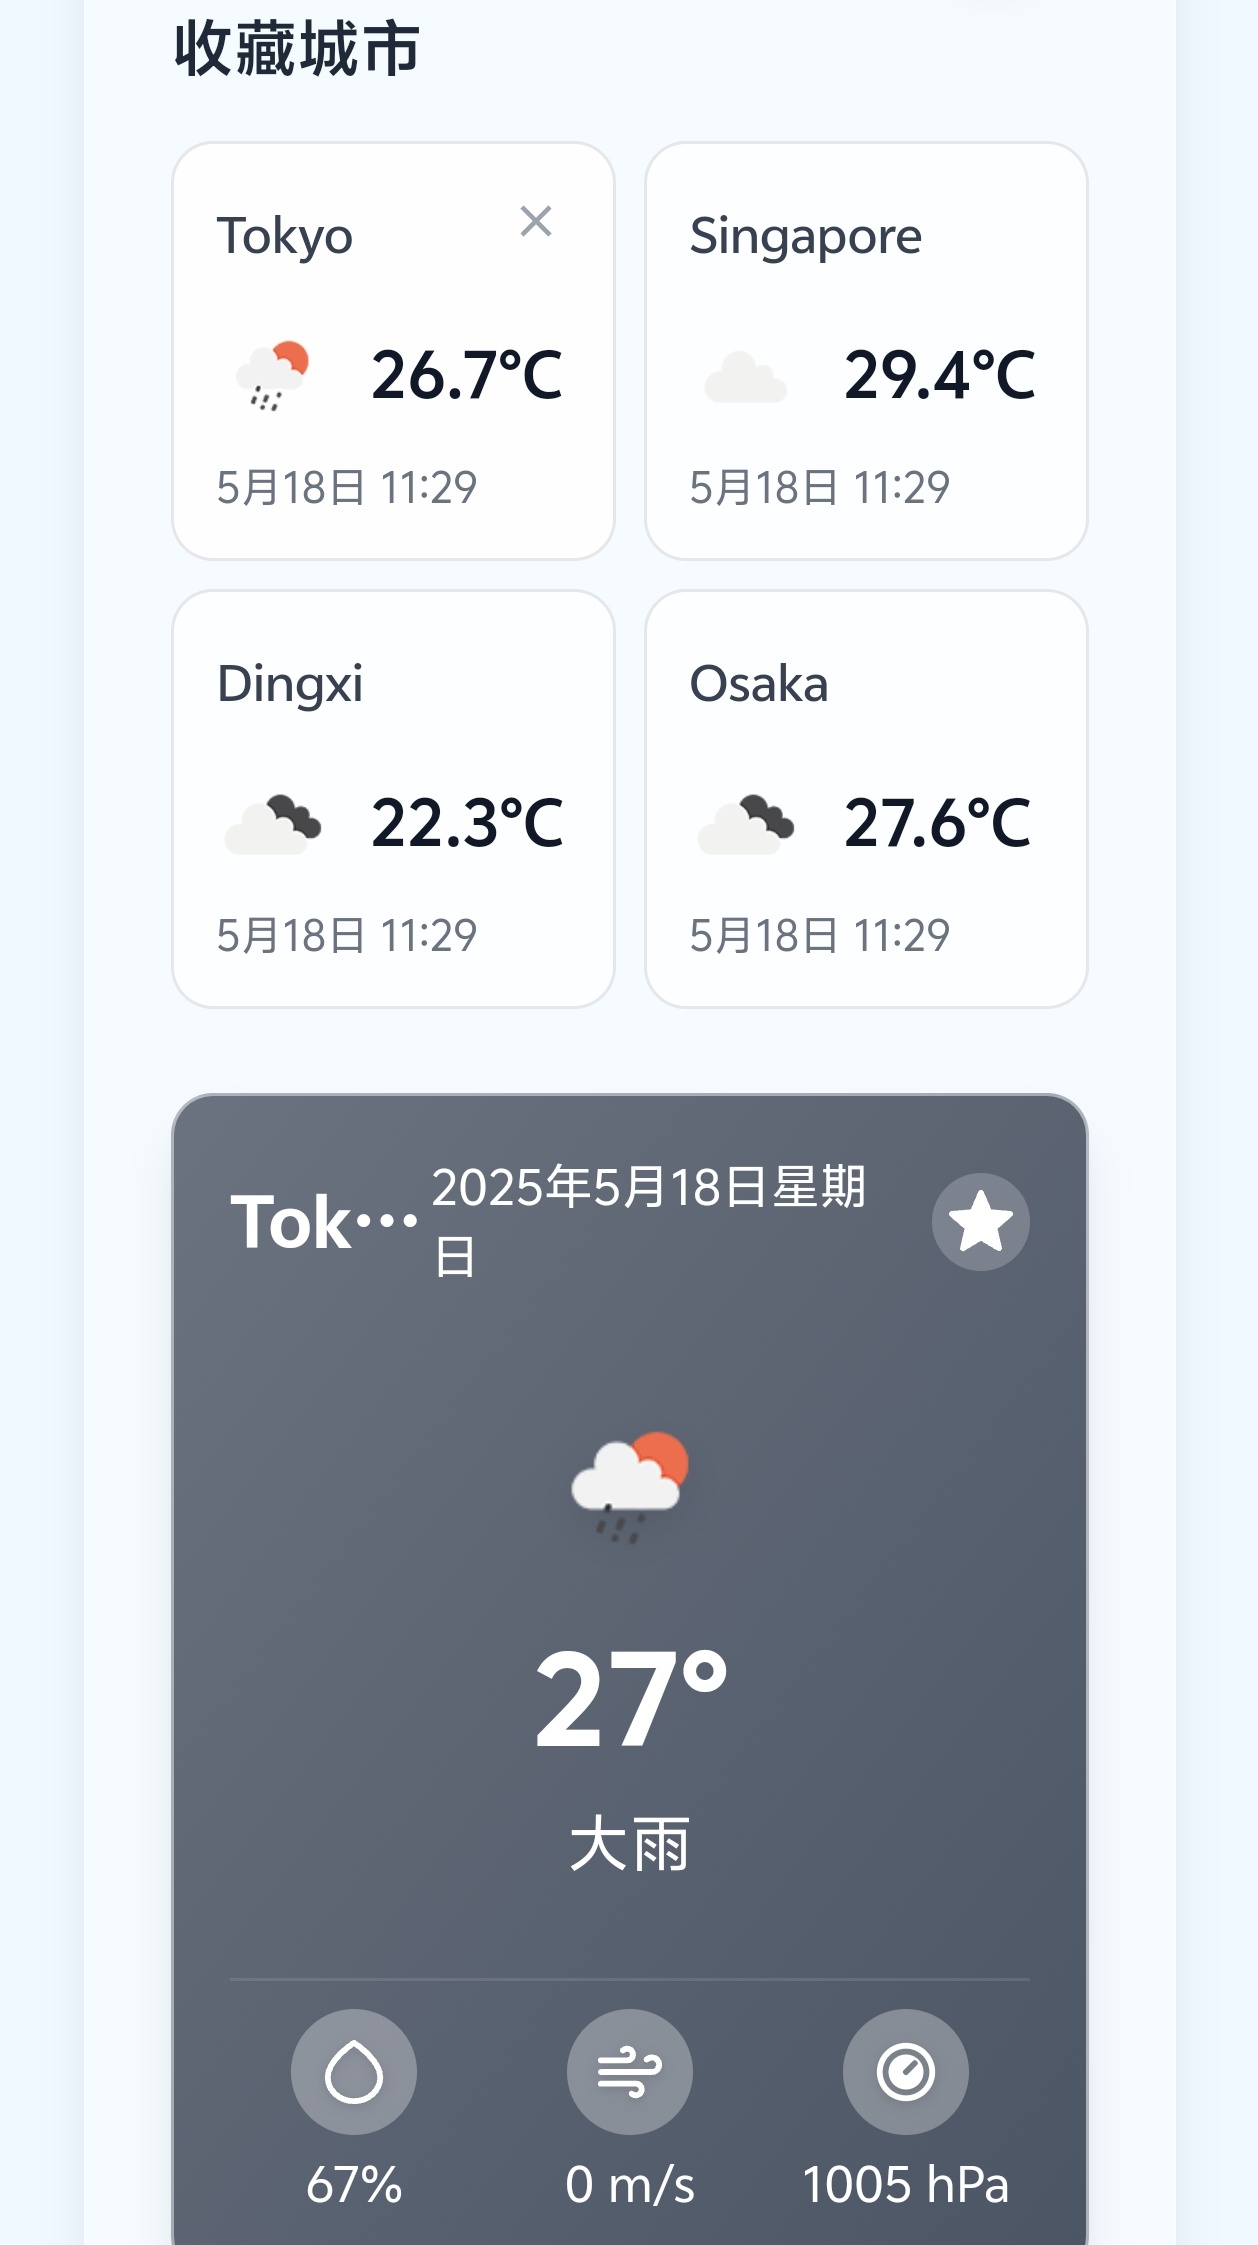 收藏城市
Tokyo
26.7°C
5月18日 11:29
Singapore
29.4°C
5月18日 11:29
Dingxi
22.3°C
5月18日 11:29
Osaka
27.6°C
5月18日 11:29
Tok…
2025年5月18日星期
日
27°
大雨
67%
0 m/s
1005 hPa